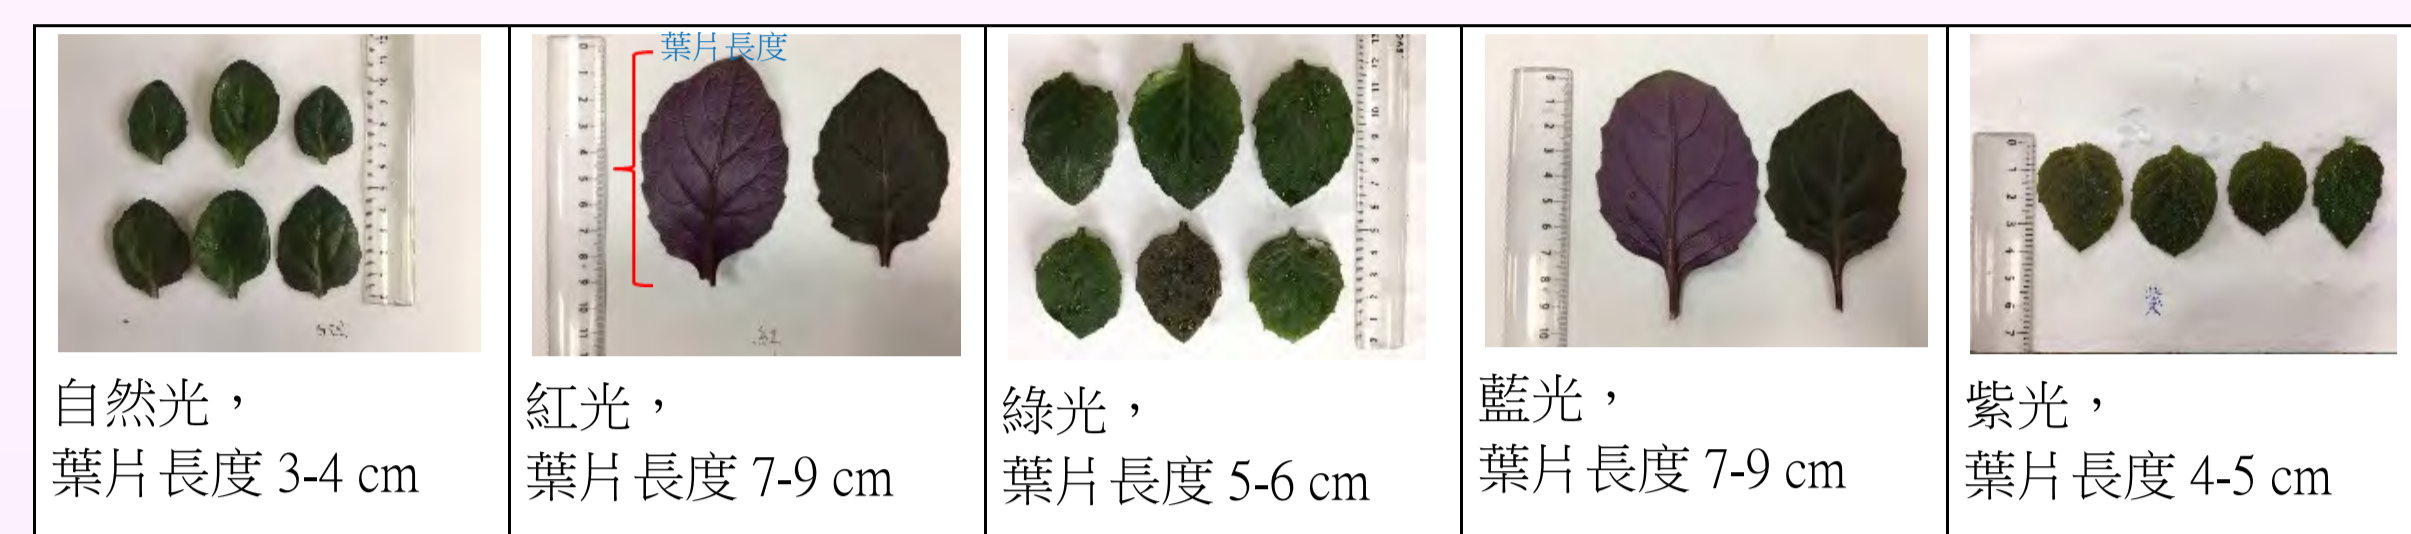 葉片長度
紅
紫
自然光，
葉片長度 3-4 cm
紅光，
葉片長度 7-9 cm
綠光，
葉片長度 5-6 cm
藍光，
葉片長度 7-9 cm
紫光，
葉片長度 4-5 cm